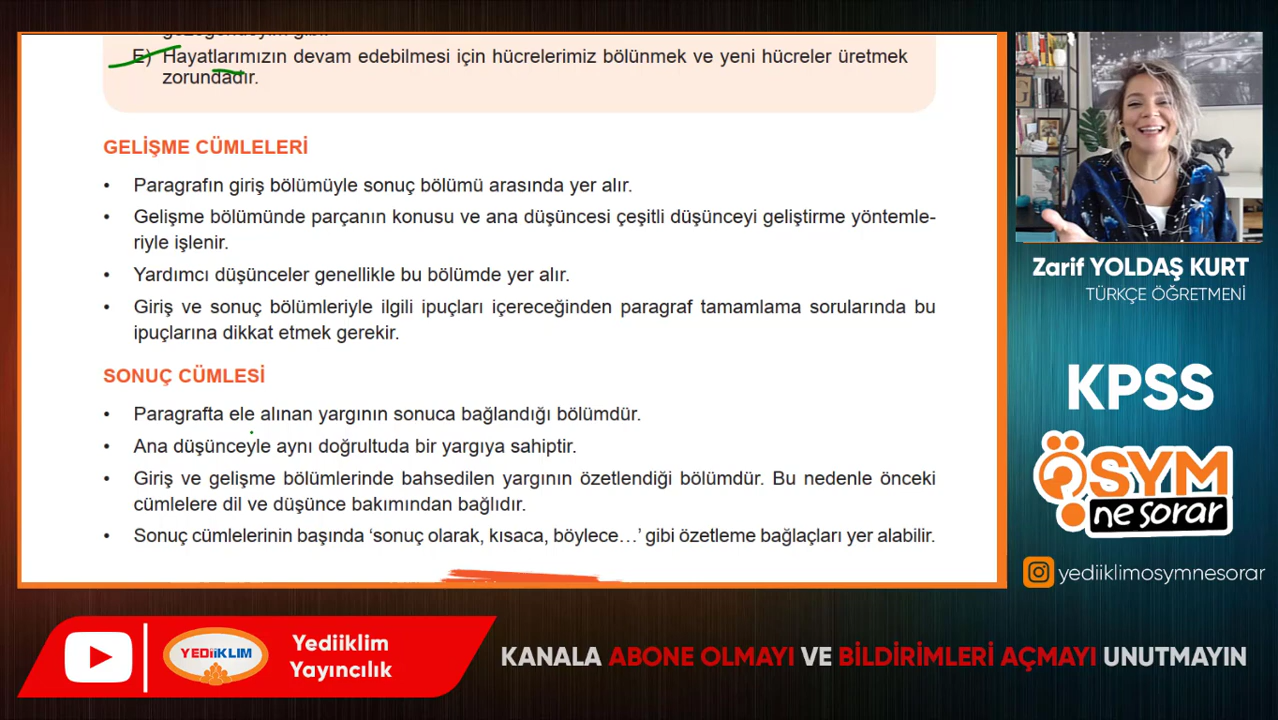 E) Hayatlarımızın devam edebilmesi için hücrelerimiz bölünmek ve yeni hücreler üretmek
zorundadır.
GELİŞME CÜMLELERİ
• Paragrafın giriş bölümüyle sonuç bölümü arasında yer alır.
• Gelişme bölümünde parçanın konusu ve ana düşüncesi çeşitli düşünceyi geliştirme yöntemle-
riyle işlenir.
• Yardımcı düşünceler genellikle bu bölümde yer alır.
• Giriş ve sonuç bölümleriyle ilgili ipuçları içereceğinden paragraf tamamlama sorularında bu
ipuçlarına dikkat etmek gerekir.
SONUÇ CÜMLESİ
• Paragrafta ele alınan yargının sonuca bağlandığı bölümdür.
• Ana düşünceyle aynı doğrultuda bir yargıya sahiptir.
• Giriş ve gelişme bölümlerinde bahsedilen yargının özetlendiği bölümdür. Bu nedenle önceki
cümlelere dil ve düşünce bakımından bağlıdır.
• Sonuç cümlelerinin başında ‘sonuç olarak, kısaca, böylece…’ gibi özetleme bağlaçları yer alabilir.
Zarif YOLDAŞ KURT
TÜRKÇE ÖĞRETMENİ
KPSS
ÖSYM
ne sorar
yediiklimosymnesorar
YEDİİKLİM
Yediiklim
Yayıncılık
KANALA ABONE OLMAYI VE BİLDİRİMLERİ AÇMAYI UNUTMAYIN